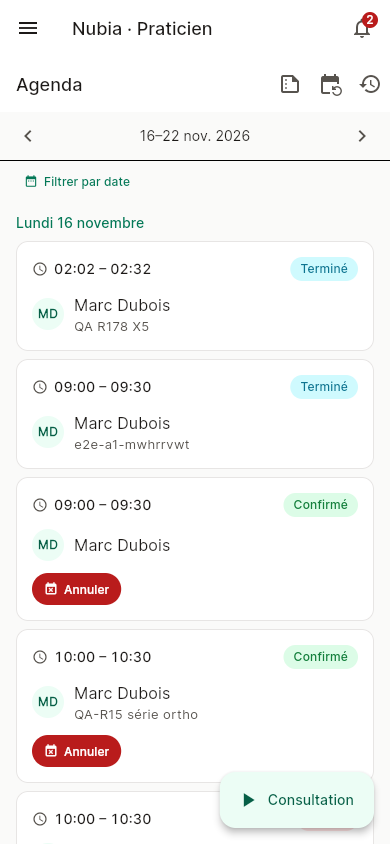 Nubia · Praticien
2
Agenda
16–22 nov. 2026
Filtrer par date
Lundi 16 novembre
02:02 – 02:32
Terminé
MD
Marc Dubois
QA R178 X5
09:00 – 09:30
Terminé
MD
Marc Dubois
e2e-a1-mwhrrvwt
09:00 – 09:30
Confirmé
MD
Marc Dubois
Annuler
10:00 – 10:30
Confirmé
MD
Marc Dubois
QA-R15 série ortho
Annuler
10:00 – 10:30
Consultation